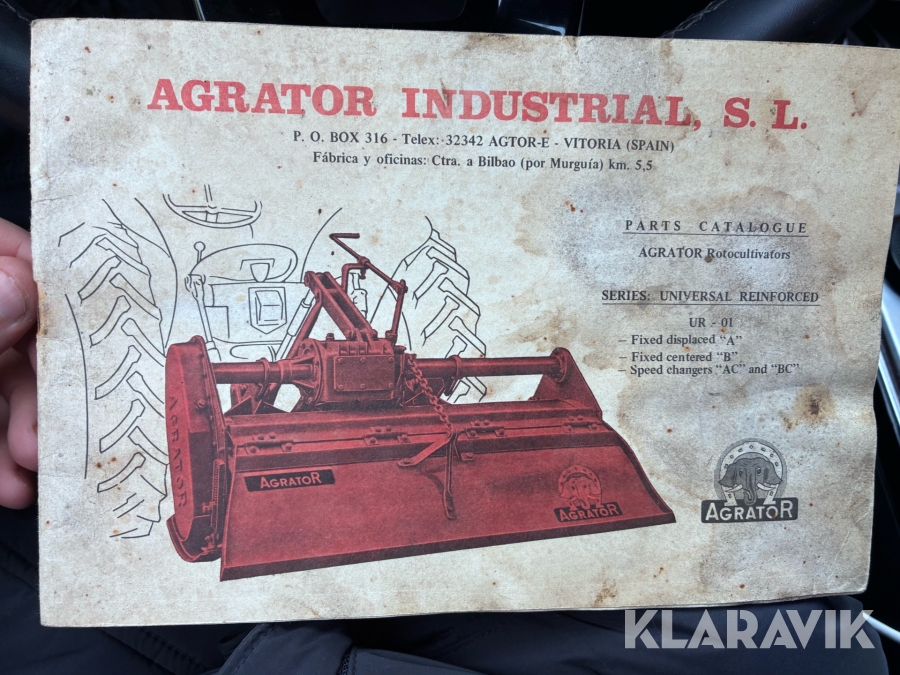 AGRATOR INDUSTRIAL, S. L.
P. O. BOX 316 - Telex: 32342 AGTOR-E - VITORIA (SPAIN)
Fábrica y oficinas: Ctra. a Bilbao (por Murguía) km. 5,5
PARTS CATALOGUE
AGRATOR Rotocultivators
SERIES: UNIVERSAL REINFORCED
UR - 01
- Fixed displaced "A"
- Fixed centered "B"
- Speed changers "AC" and "BC"
AGRATOR
AGRATOR
AGRATOR
AGRATOR
KLARAVIK